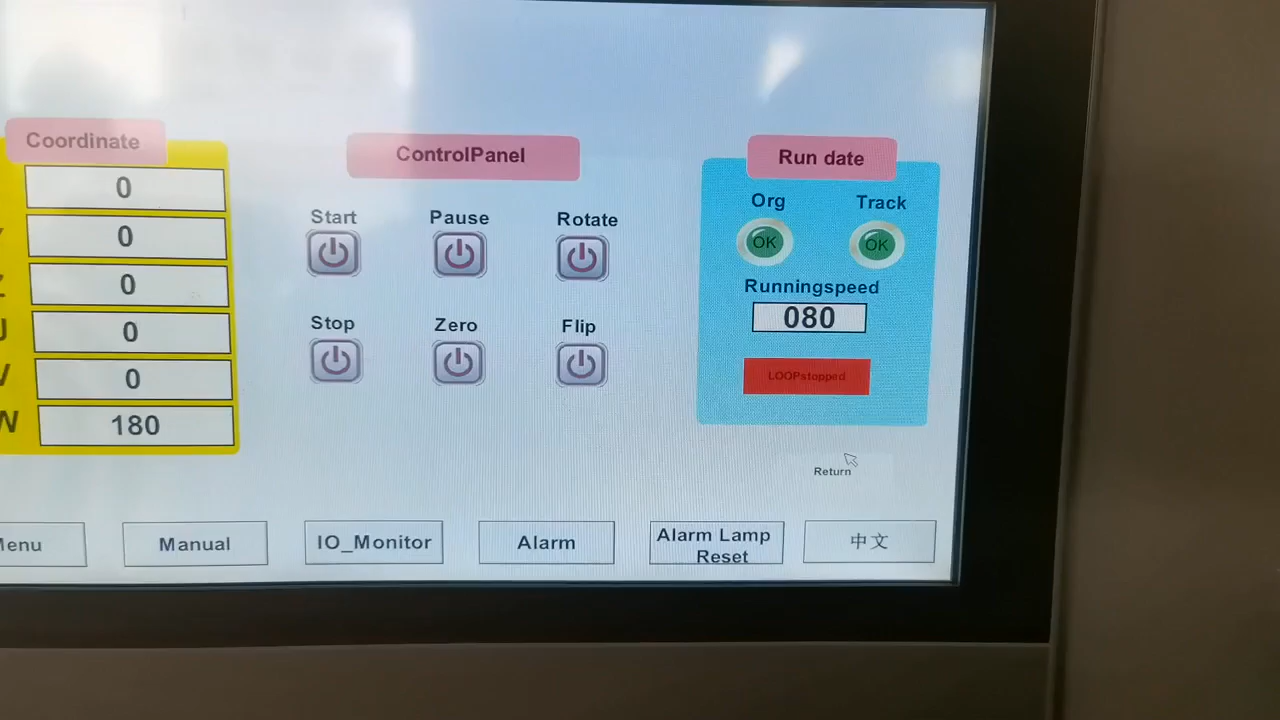 Coordinate
0
0
0
0
0
W 180
ControlPanel
Start Pause Rotate
Stop Zero Flip
Run date
Org Track
OK OK
Runningspeed
080
LOOPstopped
Return
Manual
IO_Monitor
Alarm
Alarm Lamp
Reset
中文